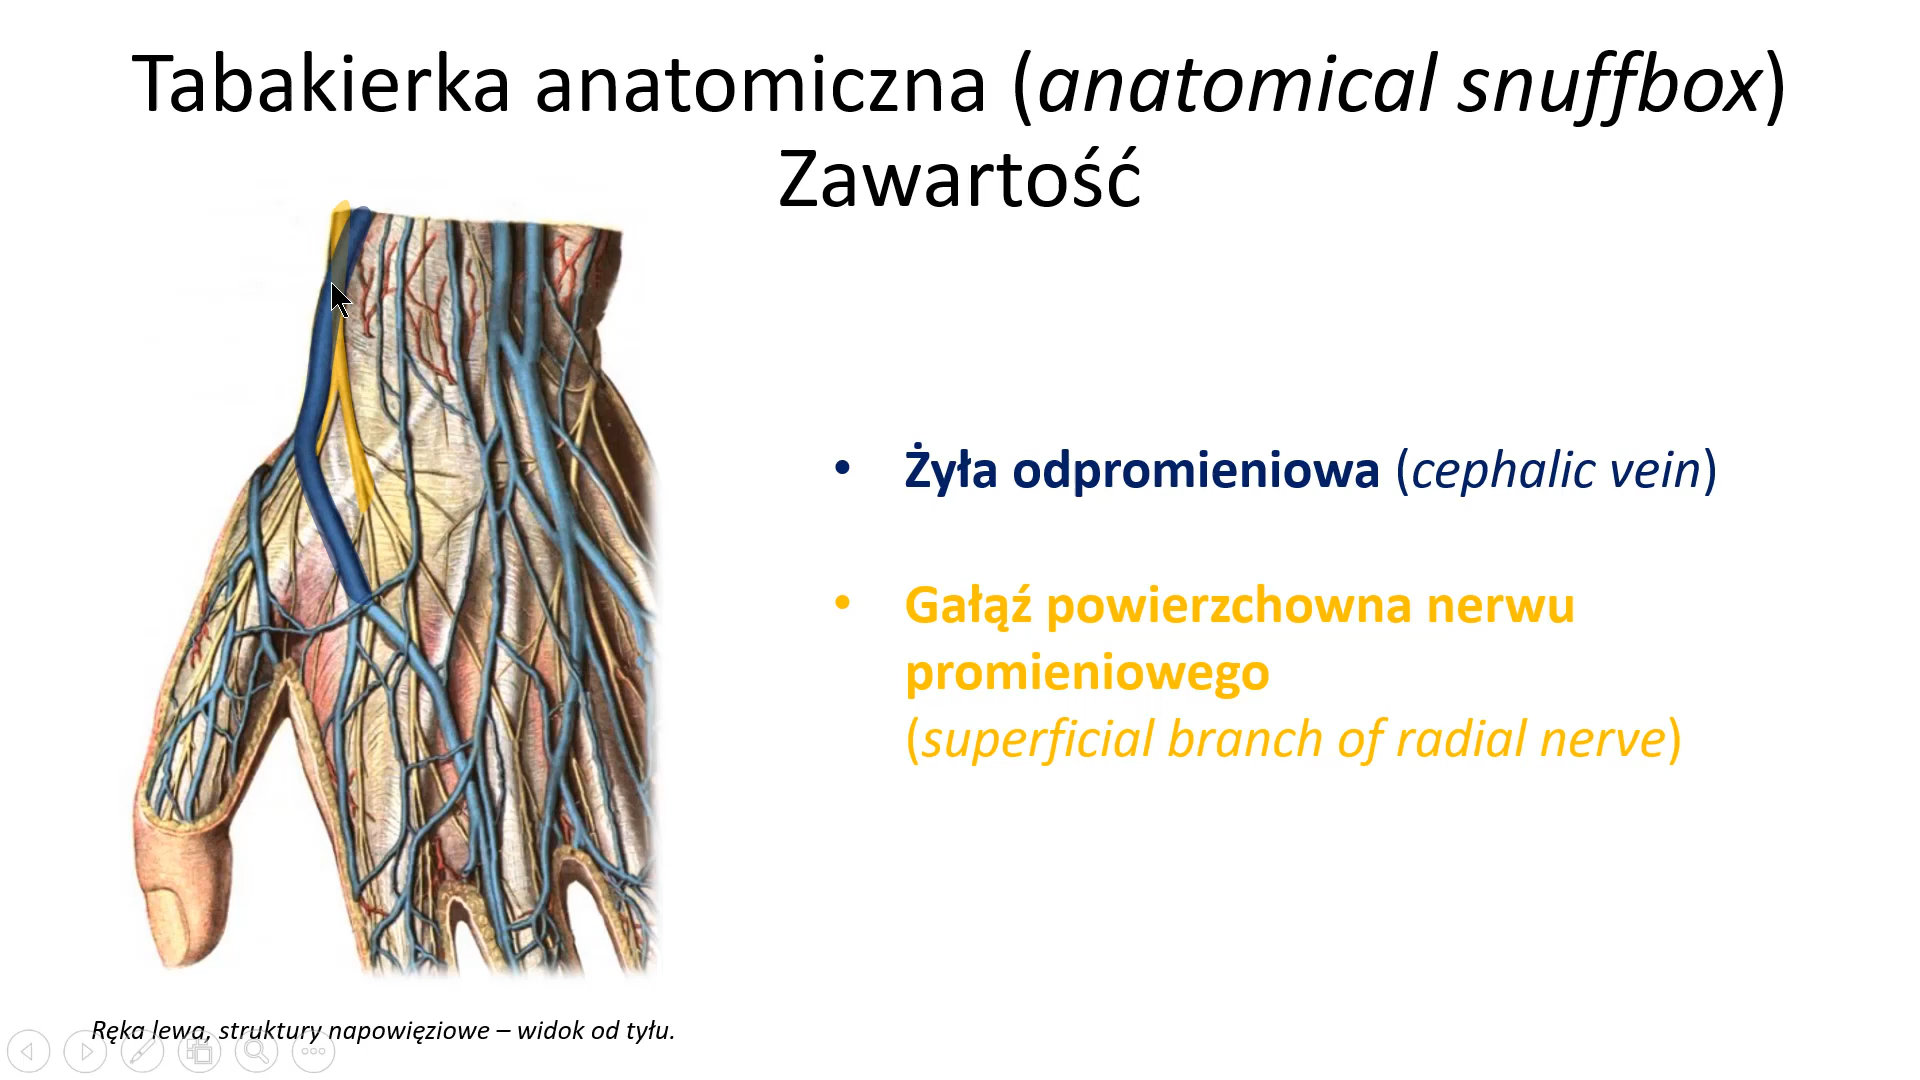 Tabakierka anatomiczna (anatomical snuffbox)
Zawartość
• Żyła odpromieniowa (cephalic vein)
• Gałąź powierzchowna nerwu
promieniowego
(superficial branch of radial nerve)
Ręka lewa, struktury napowięziowe – widok od tyłu.